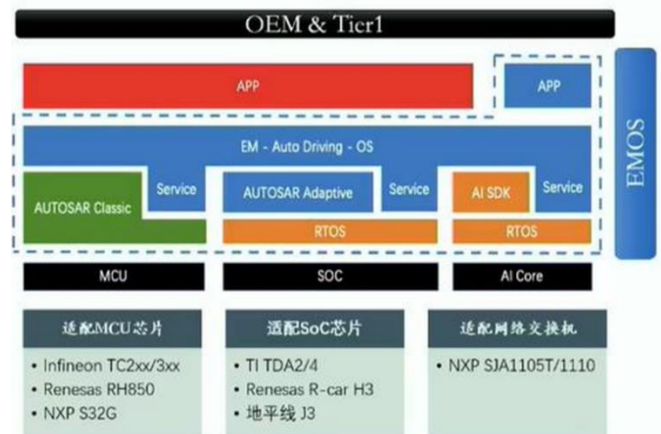 OEM & Tier1
APP
APP
EMOS
EM - Auto Driving - OS
AUTOSAR Classic
Service
AUTOSAR Adaptive
Service
AI SDK
Service
RTOS
RTOS
MCU
SOC
AI Core
适配MCU芯片
• Infineon TC2xx/3xx
• Renesas RH850
• NXP S32G
适配SoC芯片
• TI TDA2/4
• Renesas R-car H3
• 地平线 J3
适配网络交换机
• NXP SJA1105T/1110